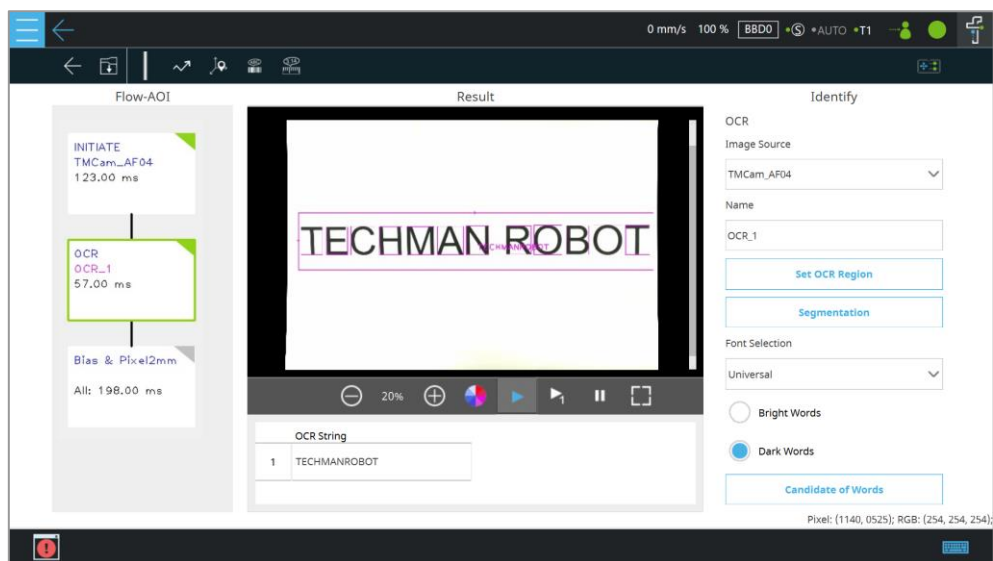 0 mm/s 100 % BBD0 S AUTO T1
Flow-AOI
Result
Identify
INITIATE
TMCam_AF04
123.00 ms
OCR
OCR_1
57.00 ms
Bias & Pixel2mm
All: 198.00 ms
TECHMAN ROBOT
TECHMANROBOT
20%
1
OCR String
1 TECHMANROBOT
OCR
Image Source
TMCam_AF04
Name
OCR_1
Set OCR Region
Segmentation
Font Selection
Universal
Bright Words
Dark Words
Candidate of Words
Pixel: (1140, 0525); RGB: (254, 254, 254);